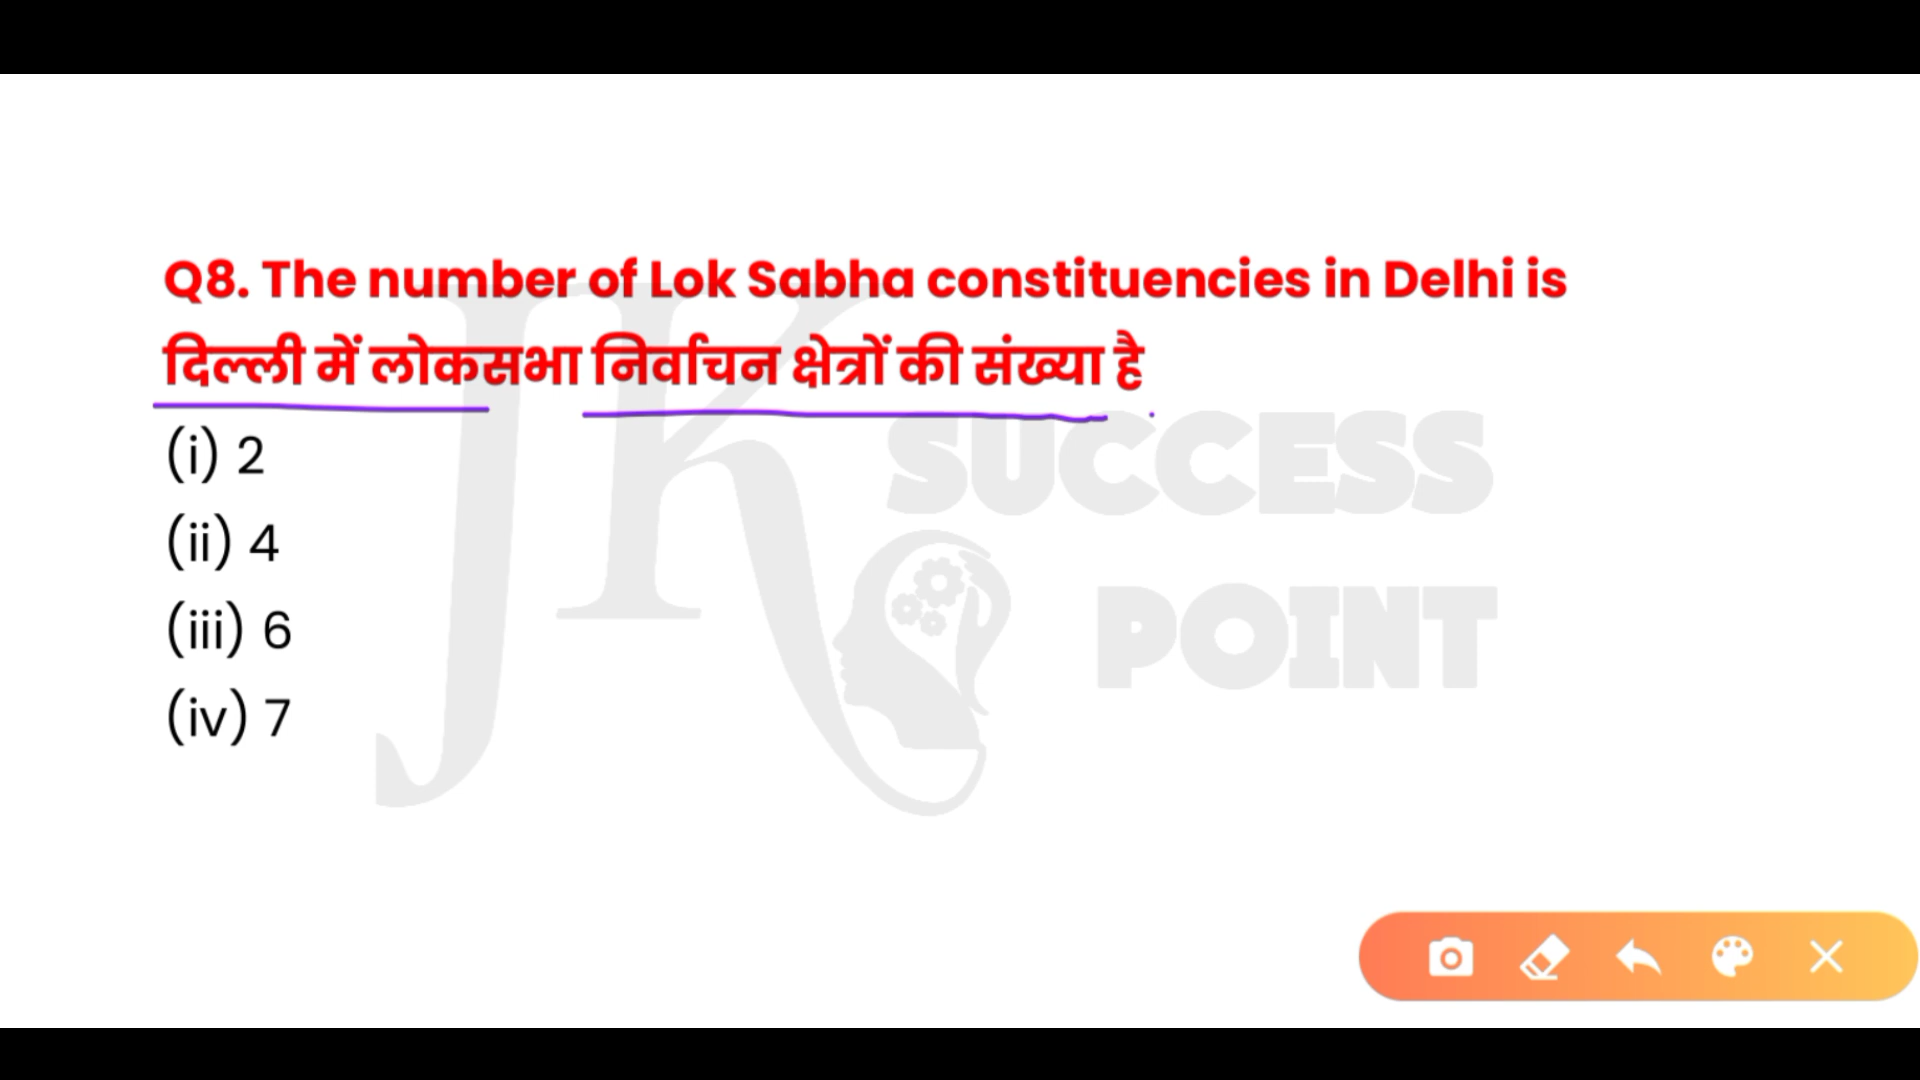 Q8. The number of Lok Sabha constituencies in Delhi is
दिल्ली में लोकसभा निर्वाचन क्षेत्रों की संख्या है
(i) 2
(ii) 4
(iii) 6
(iv) 7
JK SUCCESS
POINT